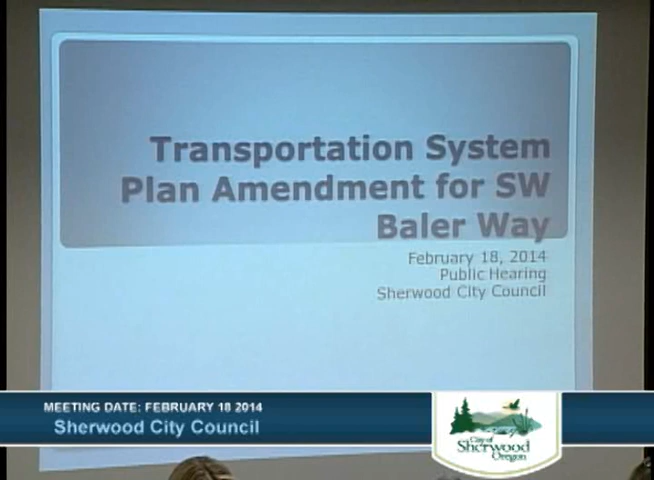 Transportation System
Plan Amendment for SW
Baler Way
February 18, 2014
Public Hearing
Sherwood City Council
MEETING DATE: FEBRUARY 18 2014
Sherwood City Council
City of
Sherwood
Oregon